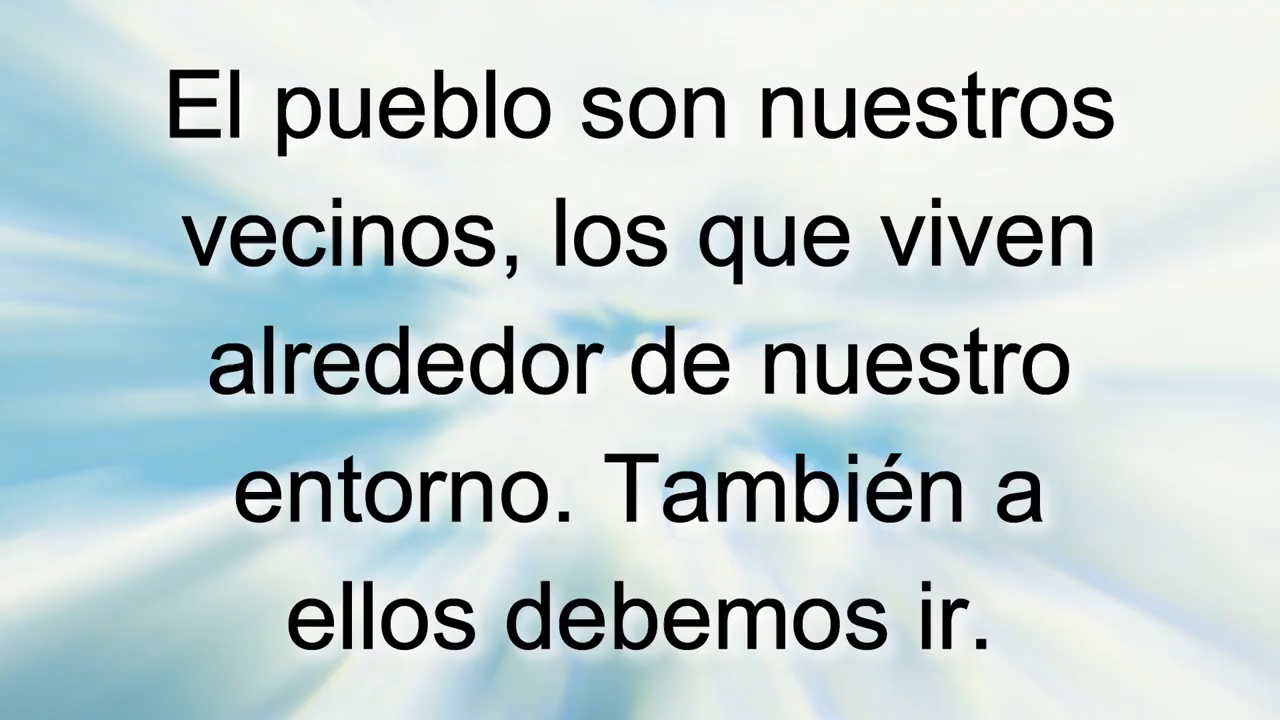 El pueblo son nuestros
vecinos, los que viven
alrededor de nuestro
entorno. También a
ellos debemos ir.